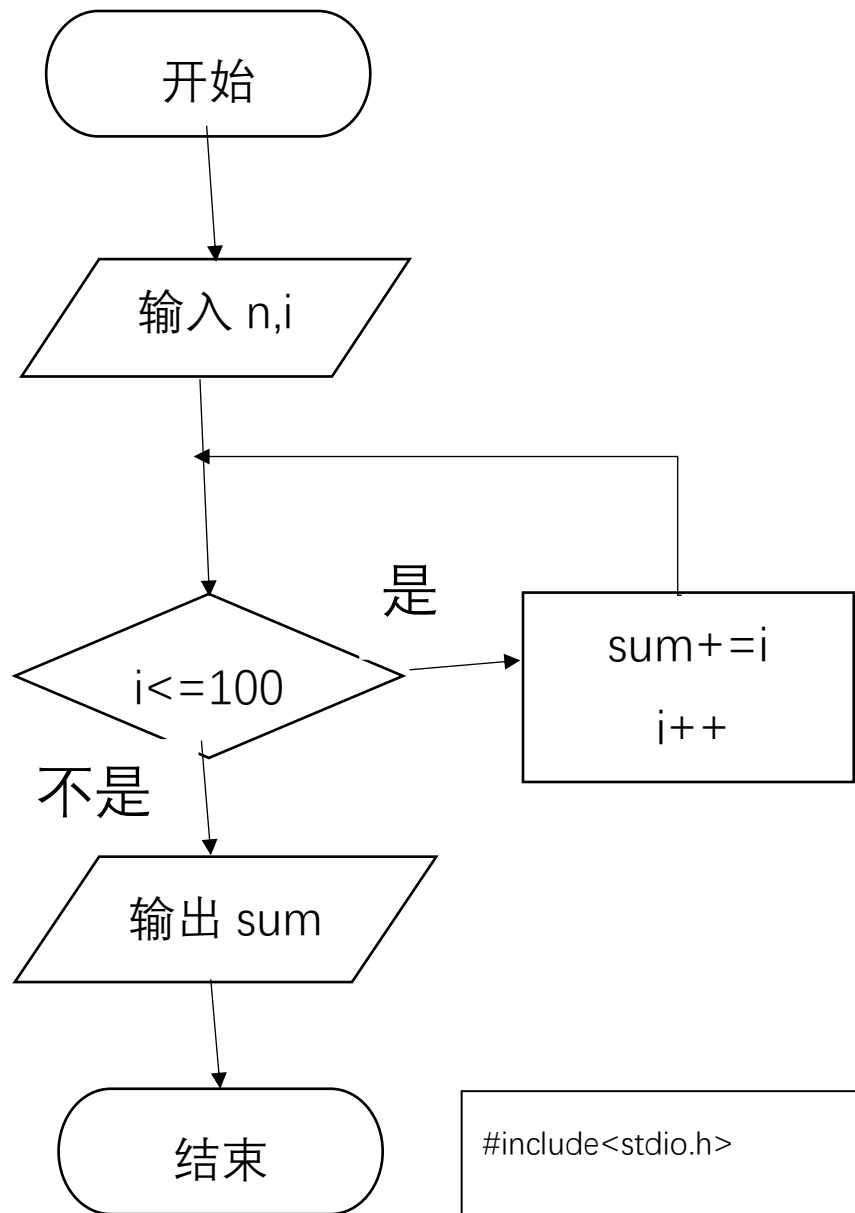 开始
输入 n,i
是
i<=100
sum+=i
i++
不是
输出 sum
结束
#include<stdio.h>